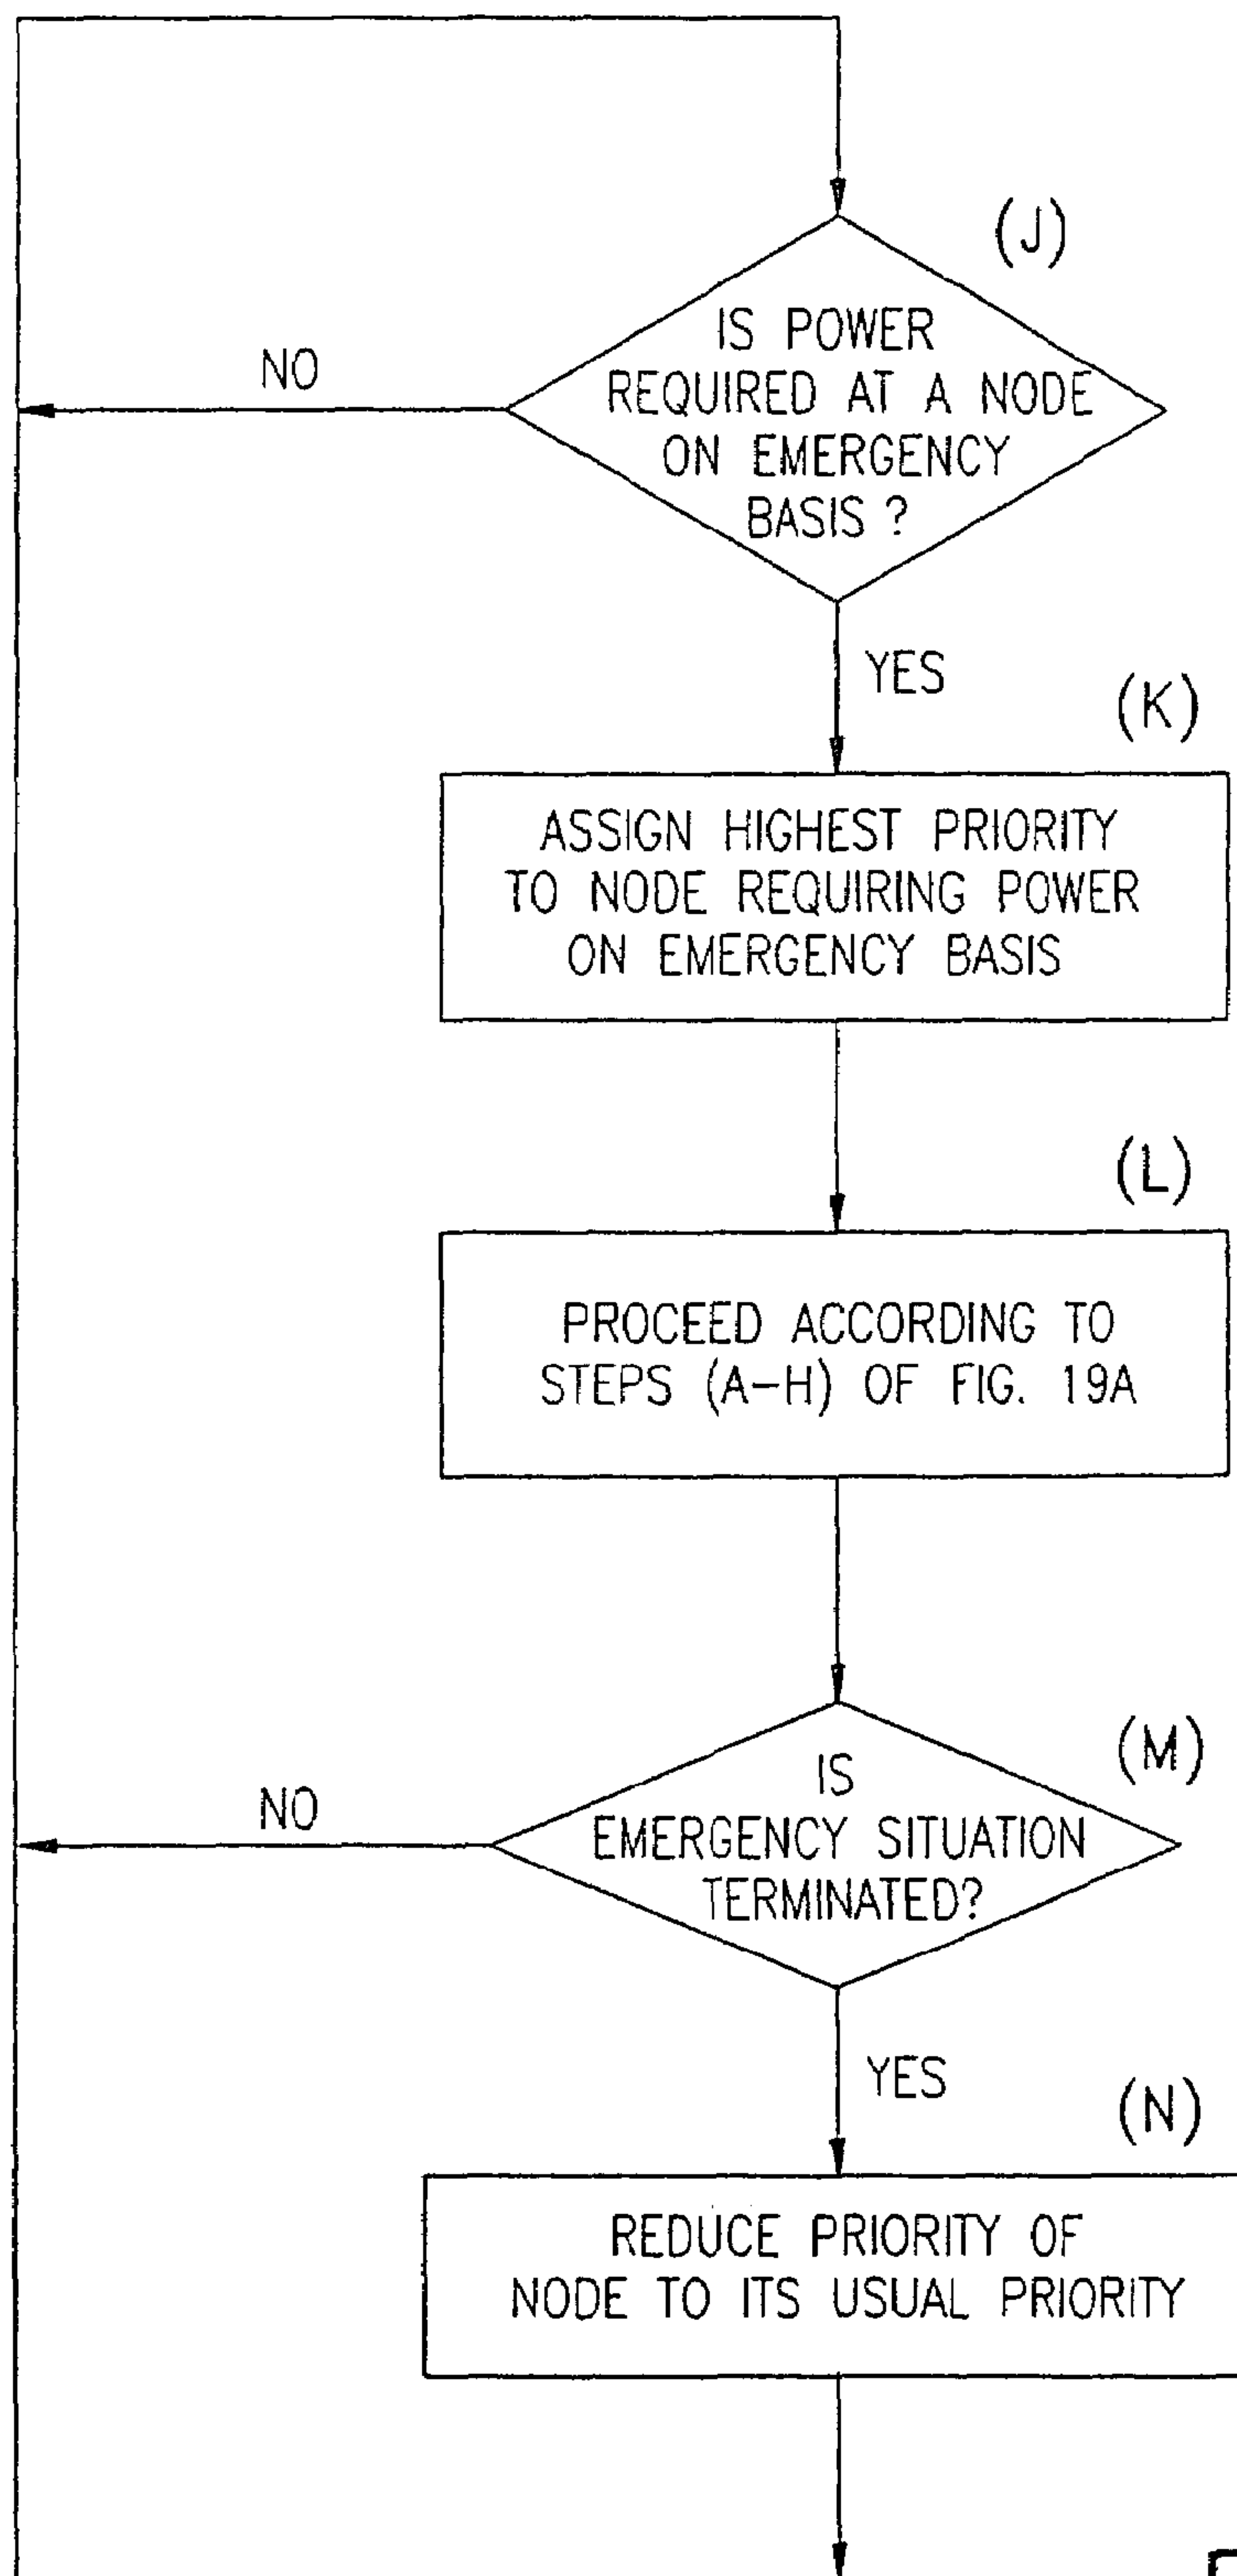 (J)
IS POWER
REQUIRED AT A NODE
ON EMERGENCY
BASIS ?
NO
YES
(K)
ASSIGN HIGHEST PRIORITY
TO NODE REQUIRING POWER
ON EMERGENCY BASIS
(L)
PROCEED ACCORDING TO
STEPS (A-H) OF FIG. 19A
(M)
IS
EMERGENCY SITUATION
TERMINATED?
NO
YES
(N)
REDUCE PRIORITY OF
NODE TO ITS USUAL PRIORITY